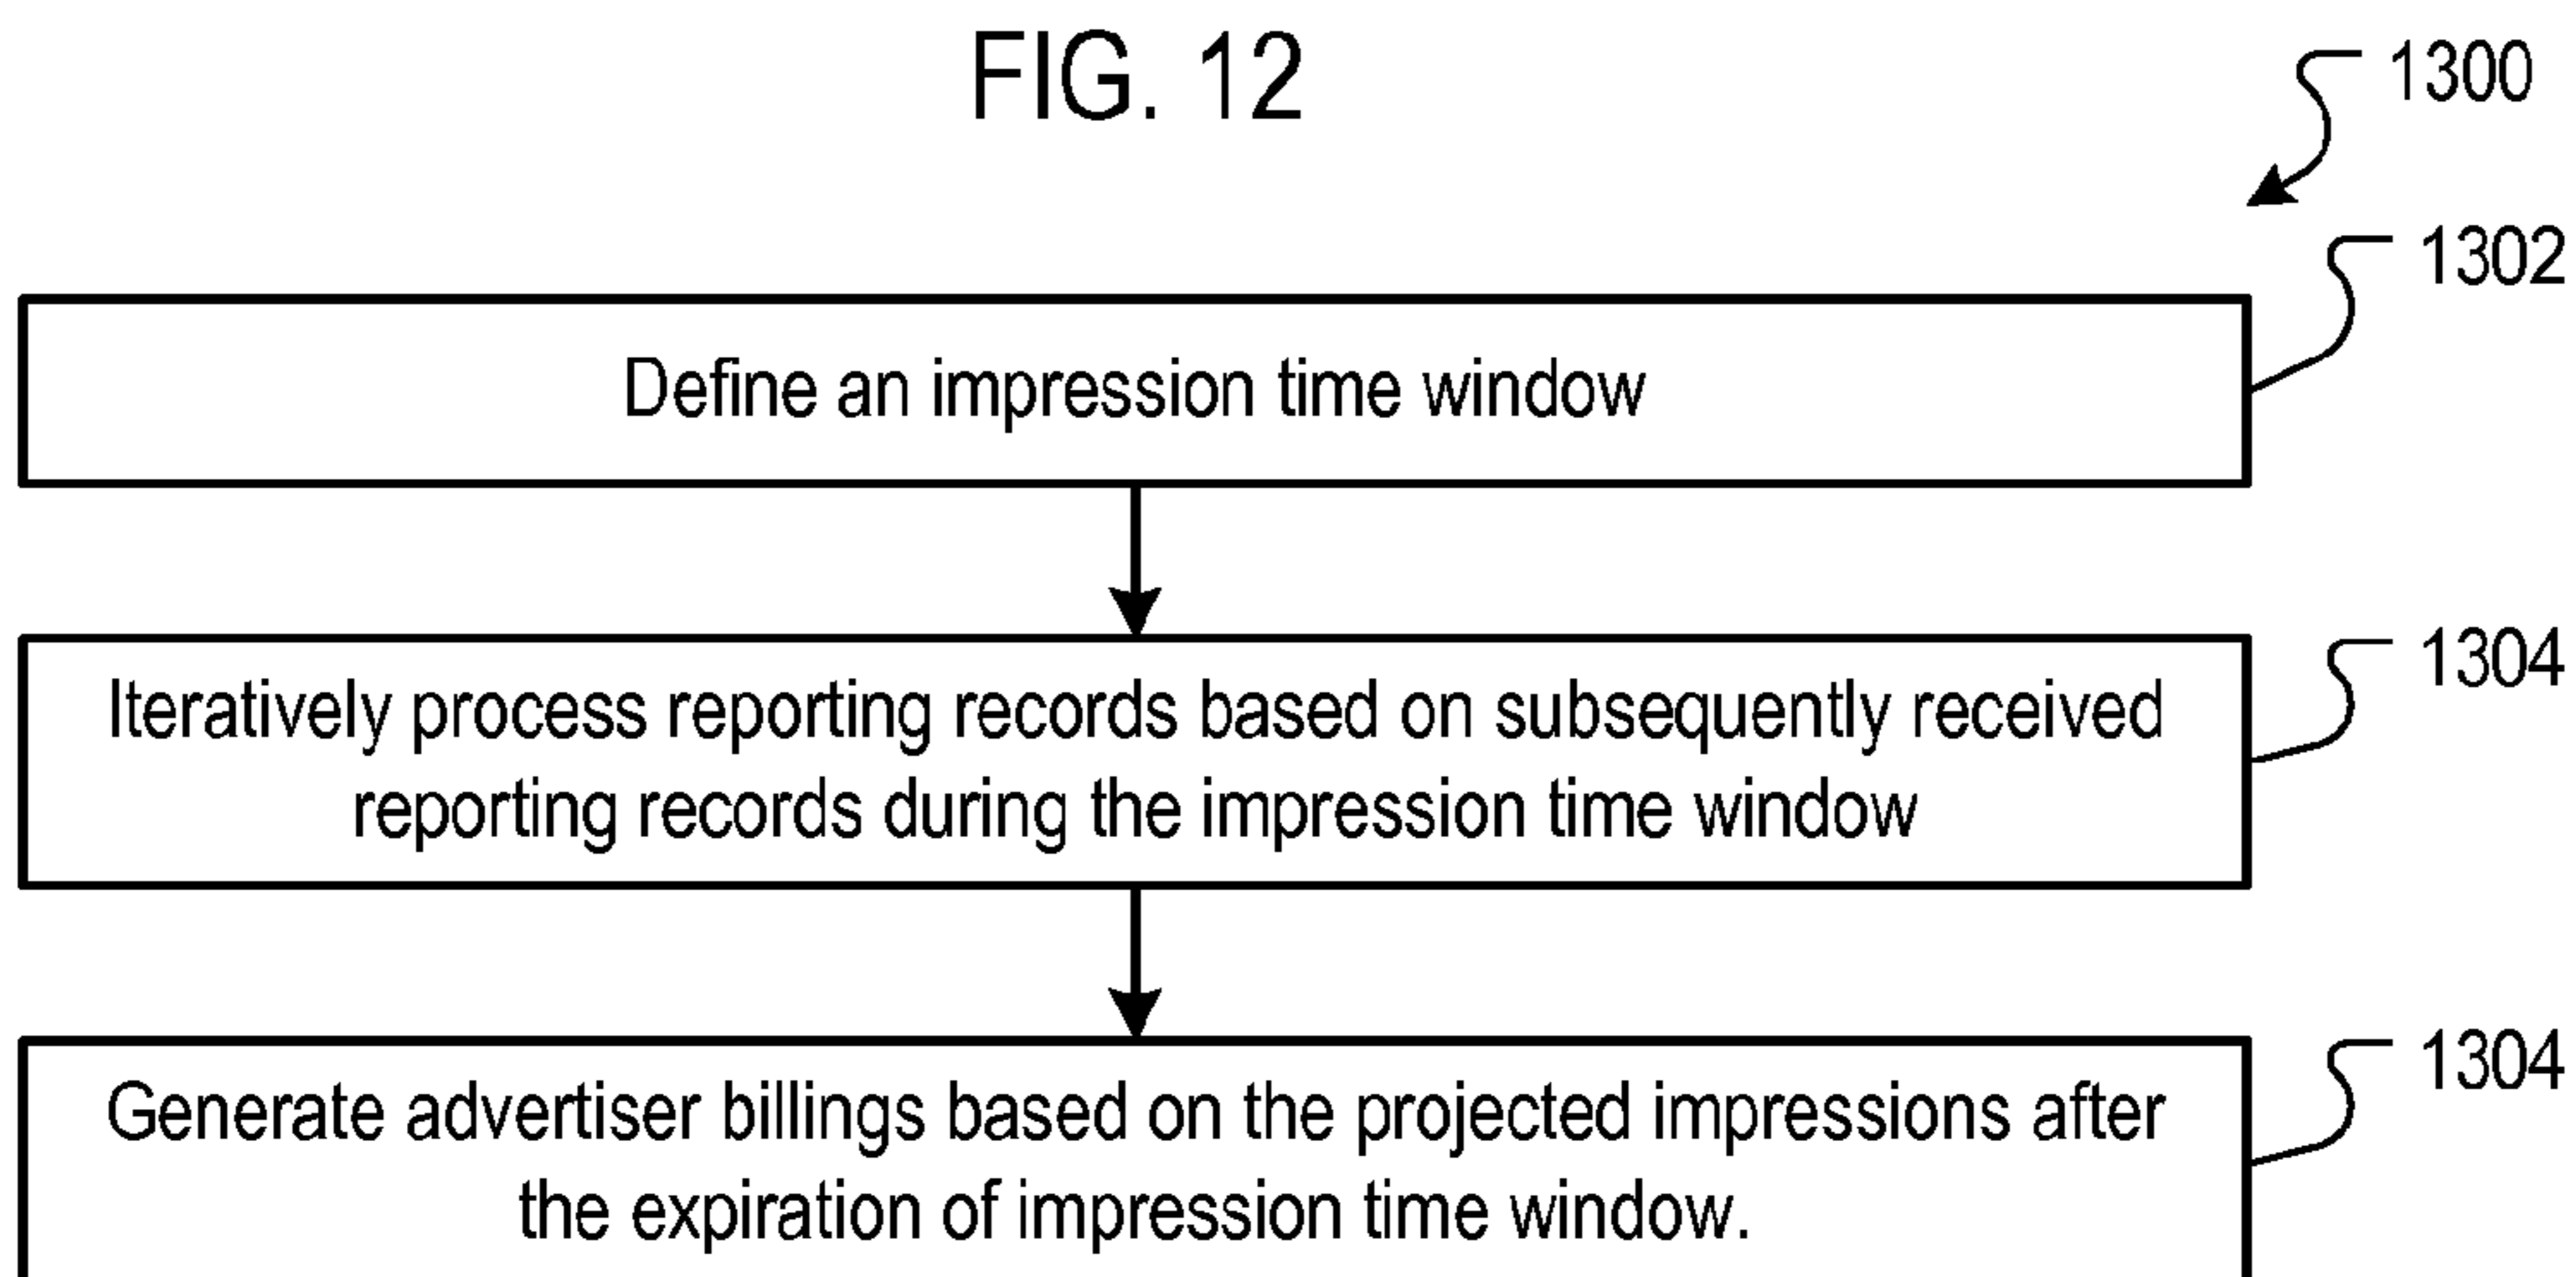 FIG. 12
1300
1302
Define an impression time window
1304
Iteratively process reporting records based on subsequently received
reporting records during the impression time window
1304
Generate advertiser billings based on the projected impressions after
the expiration of impression time window.